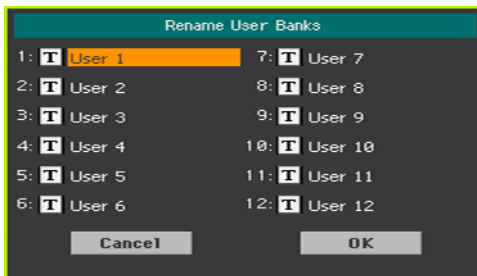 Rename User Banks
1: T User 1
2: T User 2
3: T User 3
4: T User 4
5: T User 5
6: T User 6
7: T User 7
8: T User 8
9: T User 9
10: T User 10
11: T User 11
12: T User 12
Cancel
OK